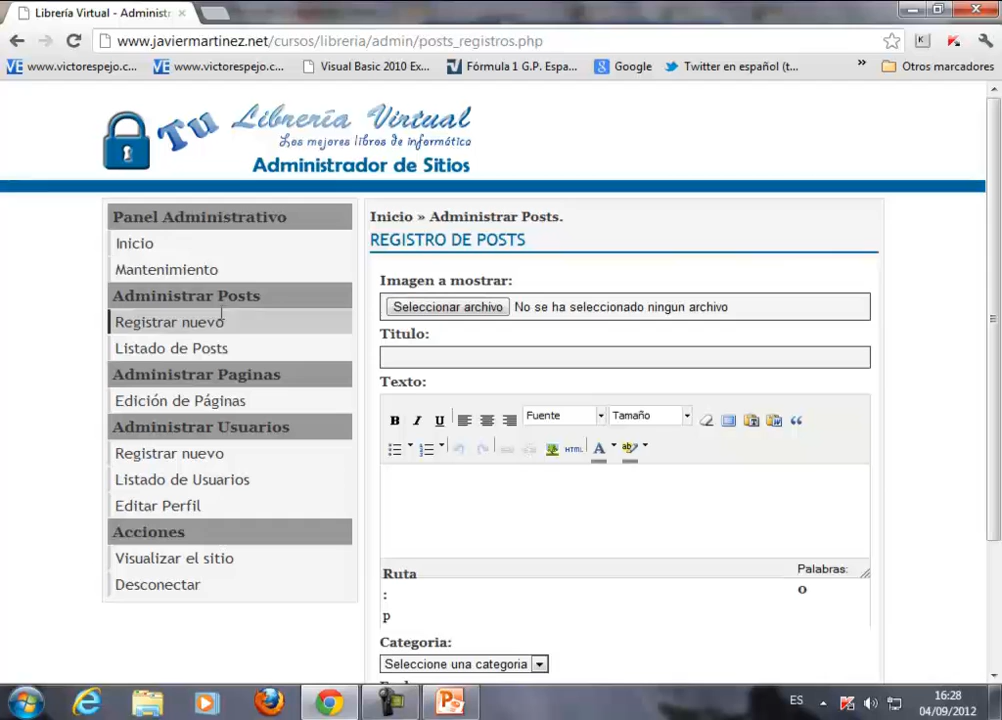 Librería Virtual - Administr
www.javiermartinez.net/cursos/libreria/admin/posts_registros.php
www.victorespejo.c... www.victorespejo.c... Visual Basic 2010 Ex... Fórmula 1 G.P. Espa... Google Twitter en español (t... » Otros marcadores
Tu Librería Virtual
Los mejores libros de informática
Administrador de Sitios
Panel Administrativo
Inicio
Mantenimiento
Administrar Posts
Registrar nuevo
Listado de Posts
Administrar Paginas
Edición de Páginas
Administrar Usuarios
Registrar nuevo
Listado de Usuarios
Editar Perfil
Acciones
Visualizar el sitio
Desconectar
Inicio » Administrar Posts.
REGISTRO DE POSTS
Imagen a mostrar:
Seleccionar archivo No se ha seleccionado ningun archivo
Titulo:
Texto:
B I U Fuente Tamaño
HTML A ab
Ruta
:
p
Palabras:
0
Categoria:
Seleccione una categoria
ES 16:28
04/09/2012